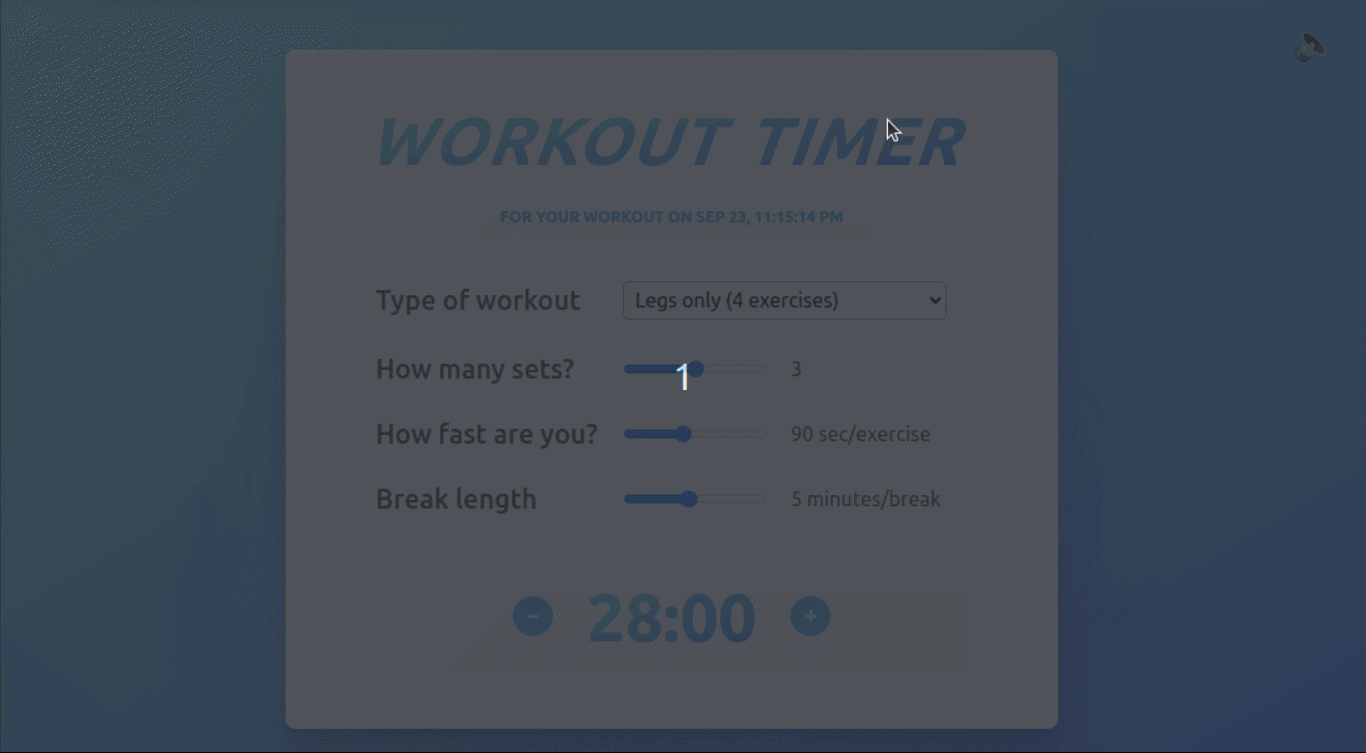 WORKOUT TIMER
FOR YOUR WORKOUT ON SEP 23, 11:15:14 PM
Type of workout Legs only (4 exercises)
How many sets? 3
1
How fast are you? 90 sec/exercise
Break length 5 minutes/break
− 28:00 +